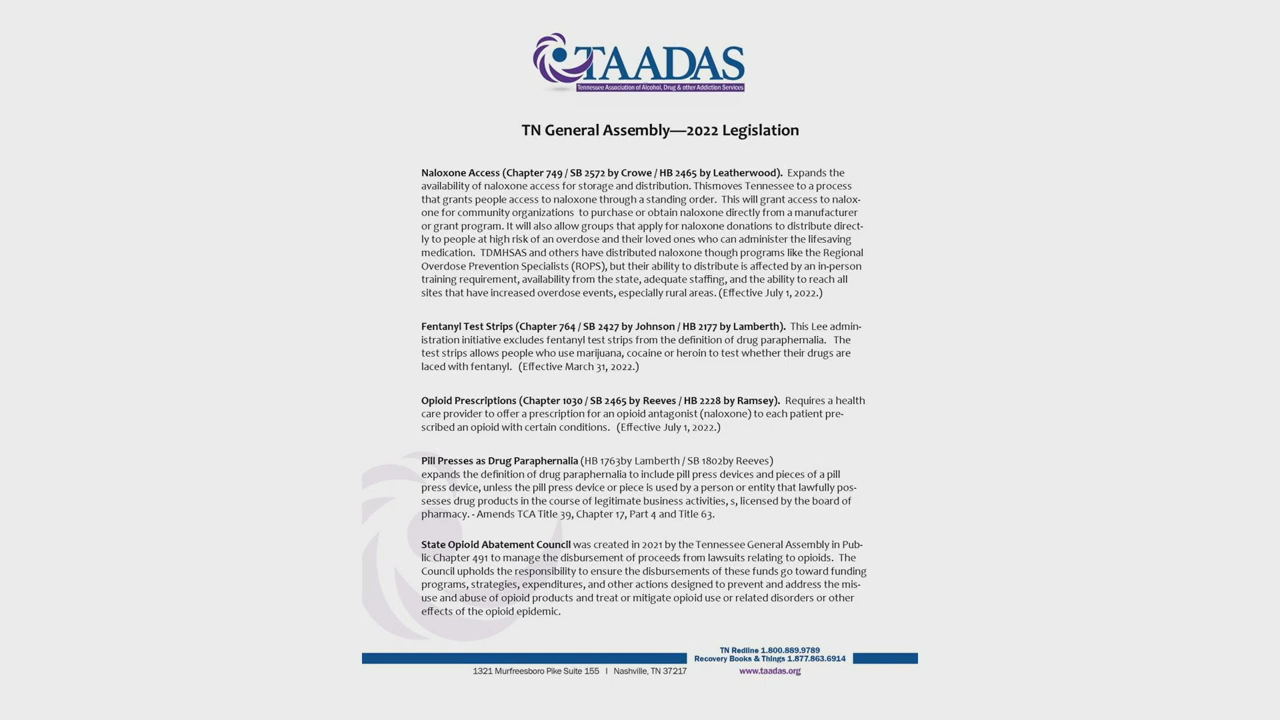 TAADAS
Tennessee Association of Alcohol, Drug & other Addiction Services
TN General Assembly—2022 Legislation
Naloxone Access (Chapter 749 / SB 2572 by Crowe / HB 2465 by Leatherwood). Expands the
availability of naloxone access for storage and distribution. Thismoves Tennessee to a process
that grants people access to naloxone through a standing order. This will grant access to nalox-
one for community organizations to purchase or obtain naloxone directly from a manufacturer
or grant program. It will also allow groups that apply for naloxone donations to distribute direct-
ly to people at high risk of an overdose and their loved ones who can administer the lifesaving
medication. TDMHSAS and others have distributed naloxone though programs like the Regional
Overdose Prevention Specialists (ROPS), but their ability to distribute is affected by an in-person
training requirement, availability from the state, adequate staffing, and the ability to reach all
sites that have increased overdose events, especially rural areas. (Effective July 1, 2022.)
Fentanyl Test Strips (Chapter 764 / SB 2427 by Johnson / HB 2177 by Lamberth). This Lee admin-
istration initiative excludes fentanyl test strips from the definition of drug paraphernalia. The
test strips allows people who use marijuana, cocaine or heroin to test whether their drugs are
laced with fentanyl. (Effective March 31, 2022.)
Opioid Prescriptions (Chapter 1030 / SB 2465 by Reeves / HB 2228 by Ramsey). Requires a health
care provider to offer a prescription for an opioid antagonist (naloxone) to each patient pre-
scribed an opioid with certain conditions. (Effective July 1, 2022.)
Pill Presses as Drug Paraphernalia (HB 1763by Lamberth / SB 1802by Reeves)
expands the definition of drug paraphernalia to include pill press devices and pieces of a pill
press device, unless the pill press device or piece is used by a person or entity that lawfully pos-
sesses drug products in the course of legitimate business activities, s, licensed by the board of
pharmacy. - Amends TCA Title 39, Chapter 17, Part 4 and Title 63.
State Opioid Abatement Council was created in 2021 by the Tennessee General Assembly in Pub-
lic Chapter 491 to manage the disbursement of proceeds from lawsuits relating to opioids. The
Council upholds the responsibility to ensure the disbursements of these funds go toward funding
programs, strategies, expenditures, and other actions designed to prevent and address the mis-
use and abuse of opioid products and treat or mitigate opioid use or related disorders or other
effects of the opioid epidemic.
TN Redline 1.800.889.9789
Recovery Books & Things 1.877.863.6914
1321 Murfreesboro Pike Suite 155 | Nashville, TN 37217
www.taadas.org